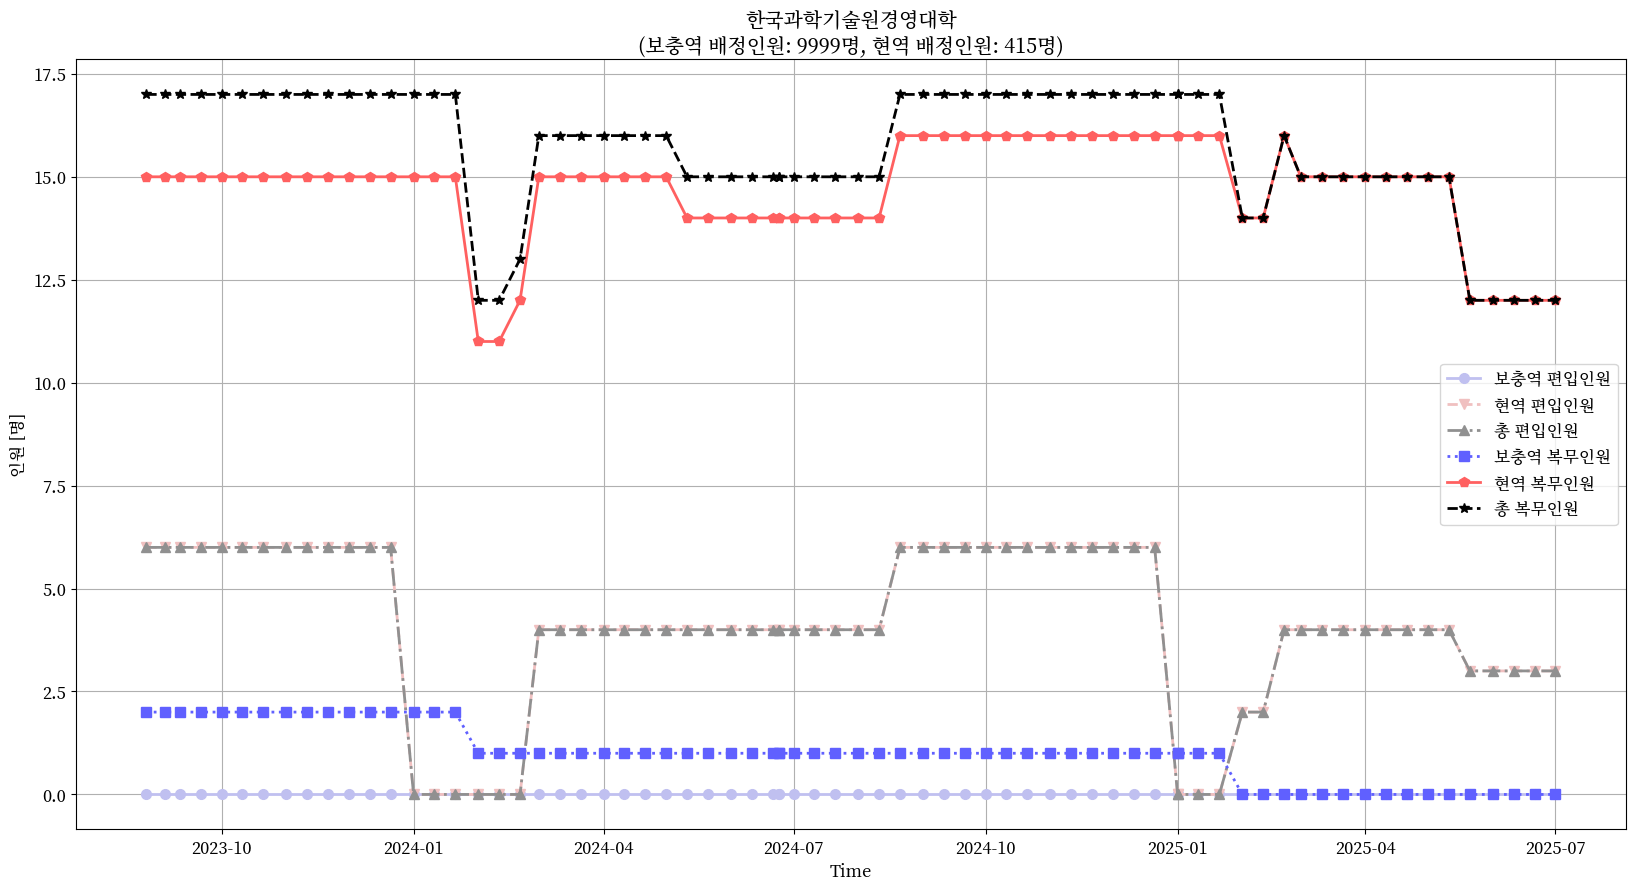 한국과학기술원경영대학
(보충역 배정인원: 9999명, 현역 배정인원: 415명)
17.5
15.0
12.5
10.0
7.5
5.0
2.5
0.0
인원 [명]
보충역 편입인원
현역 편입인원
총 편입인원
보충역 복무인원
현역 복무인원
총 복무인원
2023-10
2024-01
2024-04
2024-07
2024-10
2025-01
2025-04
2025-07
Time